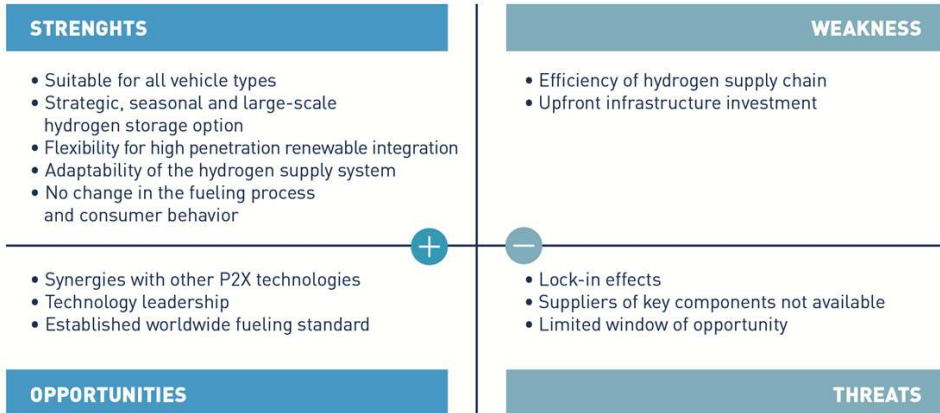 STRENGHTS
• Suitable for all vehicle types
• Strategic, seasonal and large-scale
hydrogen storage option
• Flexibility for high penetration renewable integration
• Adaptability of the hydrogen supply system
• No change in the fueling process
and consumer behavior
WEAKNESS
• Efficiency of hydrogen supply chain
• Upfront infrastructure investment
+
−
• Synergies with other P2X technologies
• Technology leadership
• Established worldwide fueling standard
OPPORTUNITIES
• Lock-in effects
• Suppliers of key components not available
• Limited window of opportunity
THREATS